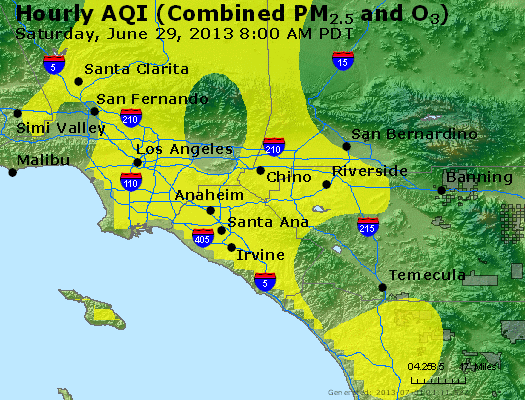 Hourly AQI (Combined PM2.5 and O3)
Saturday, June 29, 2013 8:00 AM PDT
5
15
Santa Clarita
San Fernando
210
Simi Valley
San Bernardino
Los Angeles
210
Malibu
Chino
Riverside
Banning
110
Anaheim
Santa Ana
215
405
Irvine
Temecula
5
Miles